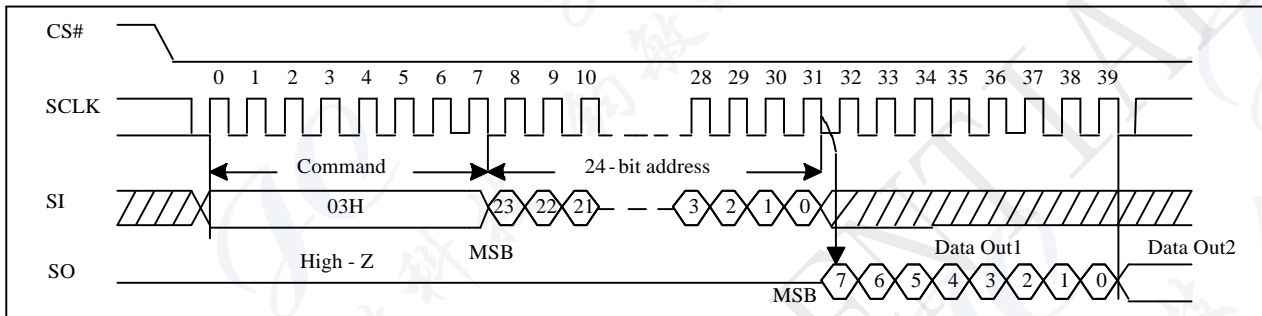 CS#
0 1 2 3 4 5 6 7 8 9 10 28 29 30 31 32 33 34 35 36 37 38 39
SCLK
Command 24-bit address
SI 03H 23 22 21 3 2 1 0
High - Z MSB Data Out1 Data Out2
SO 7 6 5 4 3 2 1 0
MSB